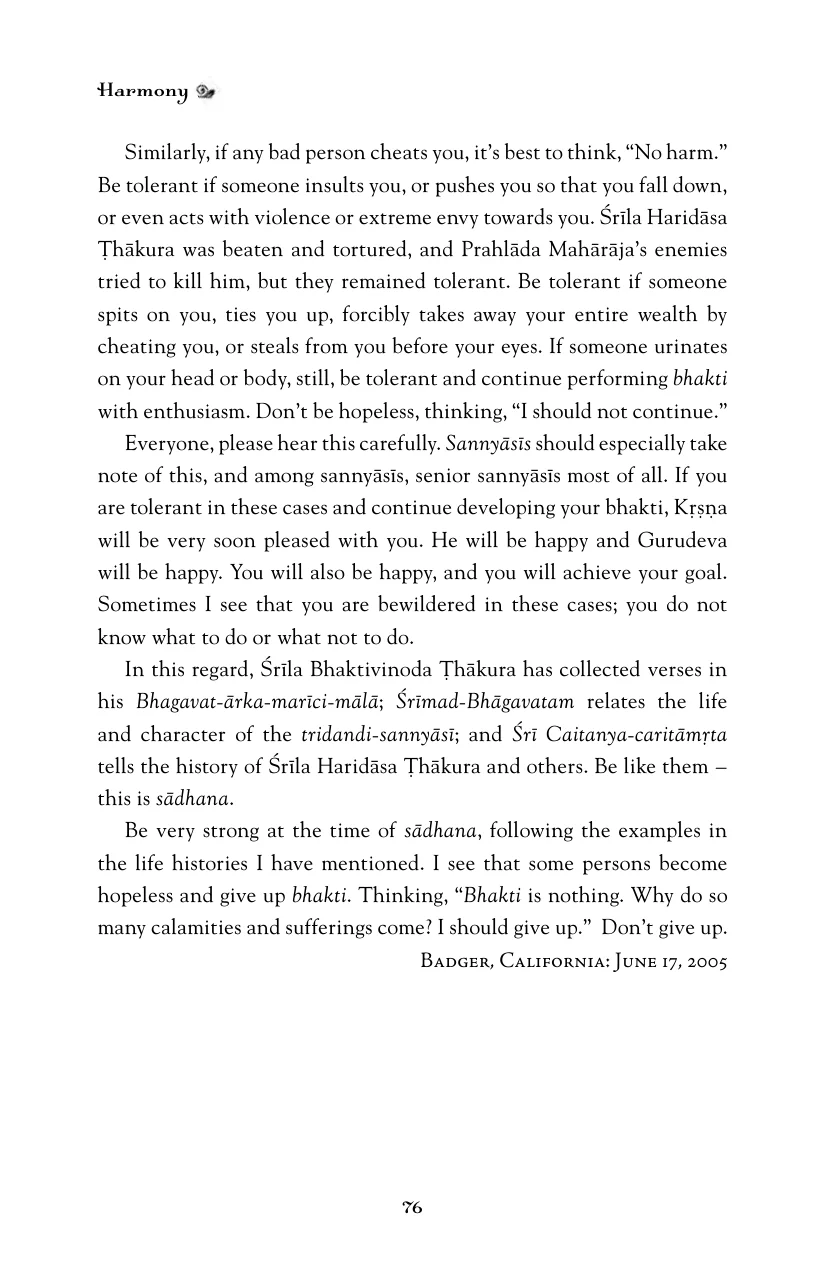 Harmony
Similarly, if any bad person cheats you, it’s best to think, “No harm.”
Be tolerant if someone insults you, or pushes you so that you fall down,
or even acts with violence or extreme envy towards you. Śrīla Haridāsa
Ṭhākura was beaten and tortured, and Prahlāda Mahārāja’s enemies
tried to kill him, but they remained tolerant. Be tolerant if someone
spits on you, ties you up, forcibly takes away your entire wealth by
cheating you, or steals from you before your eyes. If someone urinates
on your head or body, still, be tolerant and continue performing bhakti
with enthusiasm. Don’t be hopeless, thinking, “I should not continue.”
Everyone, please hear this carefully. Sannyāsīs should especially take
note of this, and among sannyāsīs, senior sannyāsīs most of all. If you
are tolerant in these cases and continue developing your bhakti, Kṛṣṇa
will be very soon pleased with you. He will be happy and Gurudeva
will be happy. You will also be happy, and you will achieve your goal.
Sometimes I see that you are bewildered in these cases; you do not
know what to do or what not to do.
In this regard, Śrīla Bhaktivinoda Ṭhākura has collected verses in
his Bhagavat-ārka-marīci-mālā; Śrīmad-Bhāgavatam relates the life
and character of the tridandi-sannyāsī; and Śrī Caitanya-caritāmṛta
tells the history of Śrīla Haridāsa Ṭhākura and others. Be like them –
this is sādhana.
Be very strong at the time of sādhana, following the examples in
the life histories I have mentioned. I see that some persons become
hopeless and give up bhakti. Thinking, “Bhakti is nothing. Why do so
many calamities and sufferings come? I should give up.” Don’t give up.
Badger, California: June 17, 2005
76